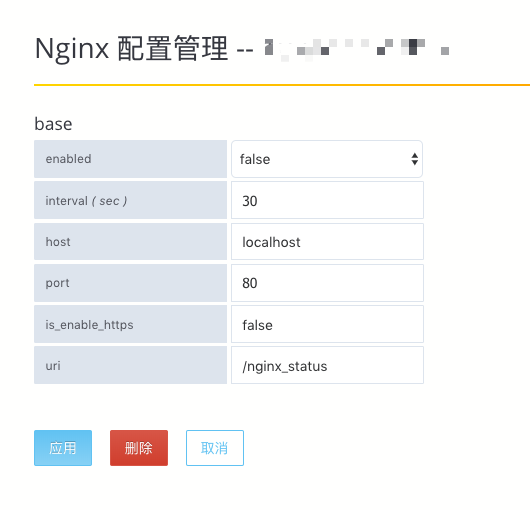 Nginx 配置管理 --
base
enabled false
interval ( sec ) 30
host localhost
port 80
is_enable_https false
uri /nginx_status
应用 删除 取消